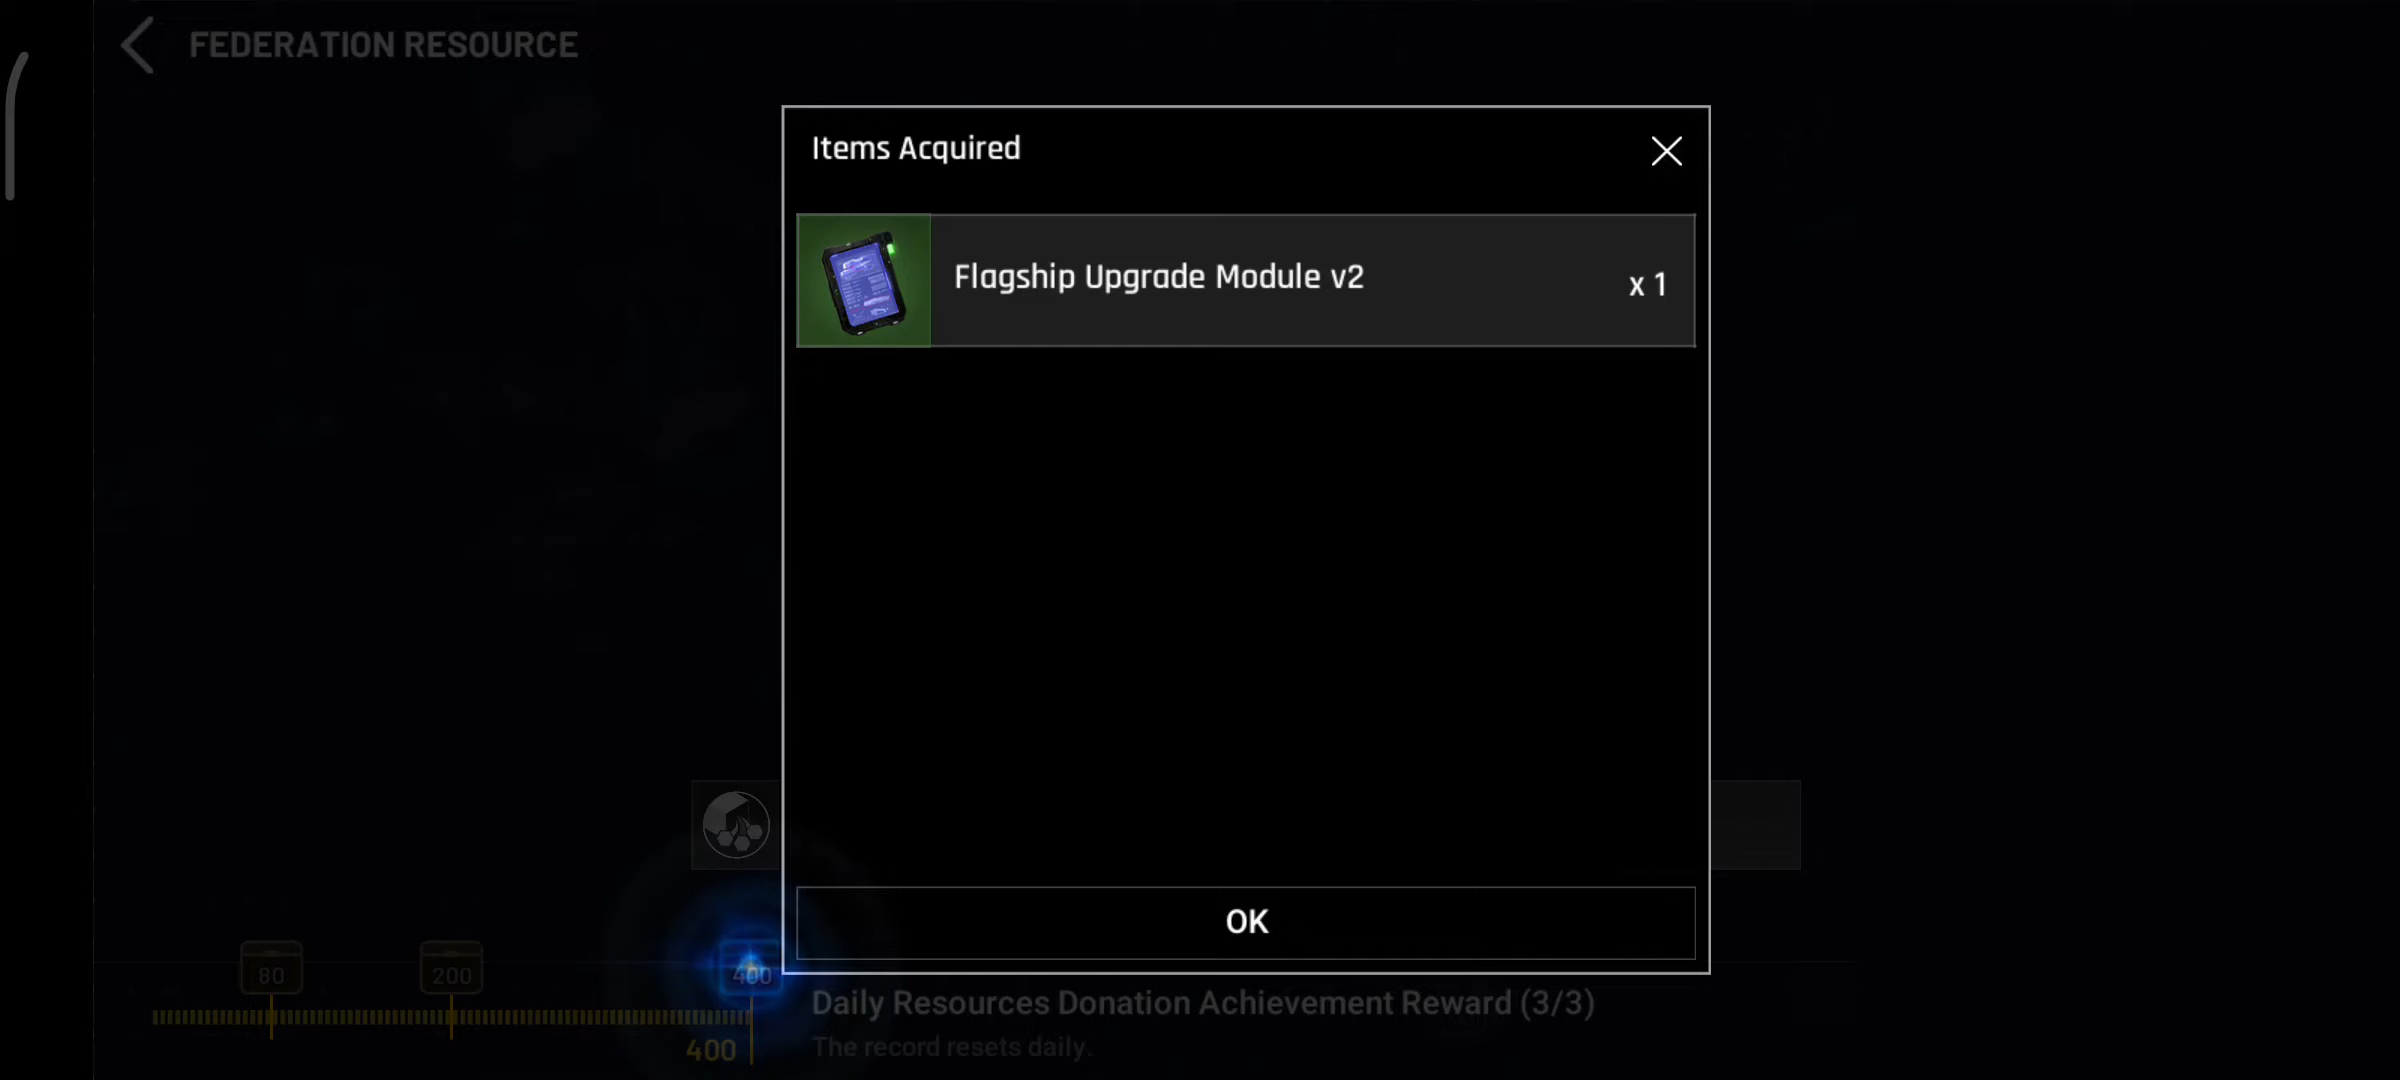 FEDERATION RESOURCE
Items Acquired
Flagship Upgrade Module v2
x 1
OK
80
200
400
Daily Resources Donation Achievement Reward (3/3)
400
The record resets daily.